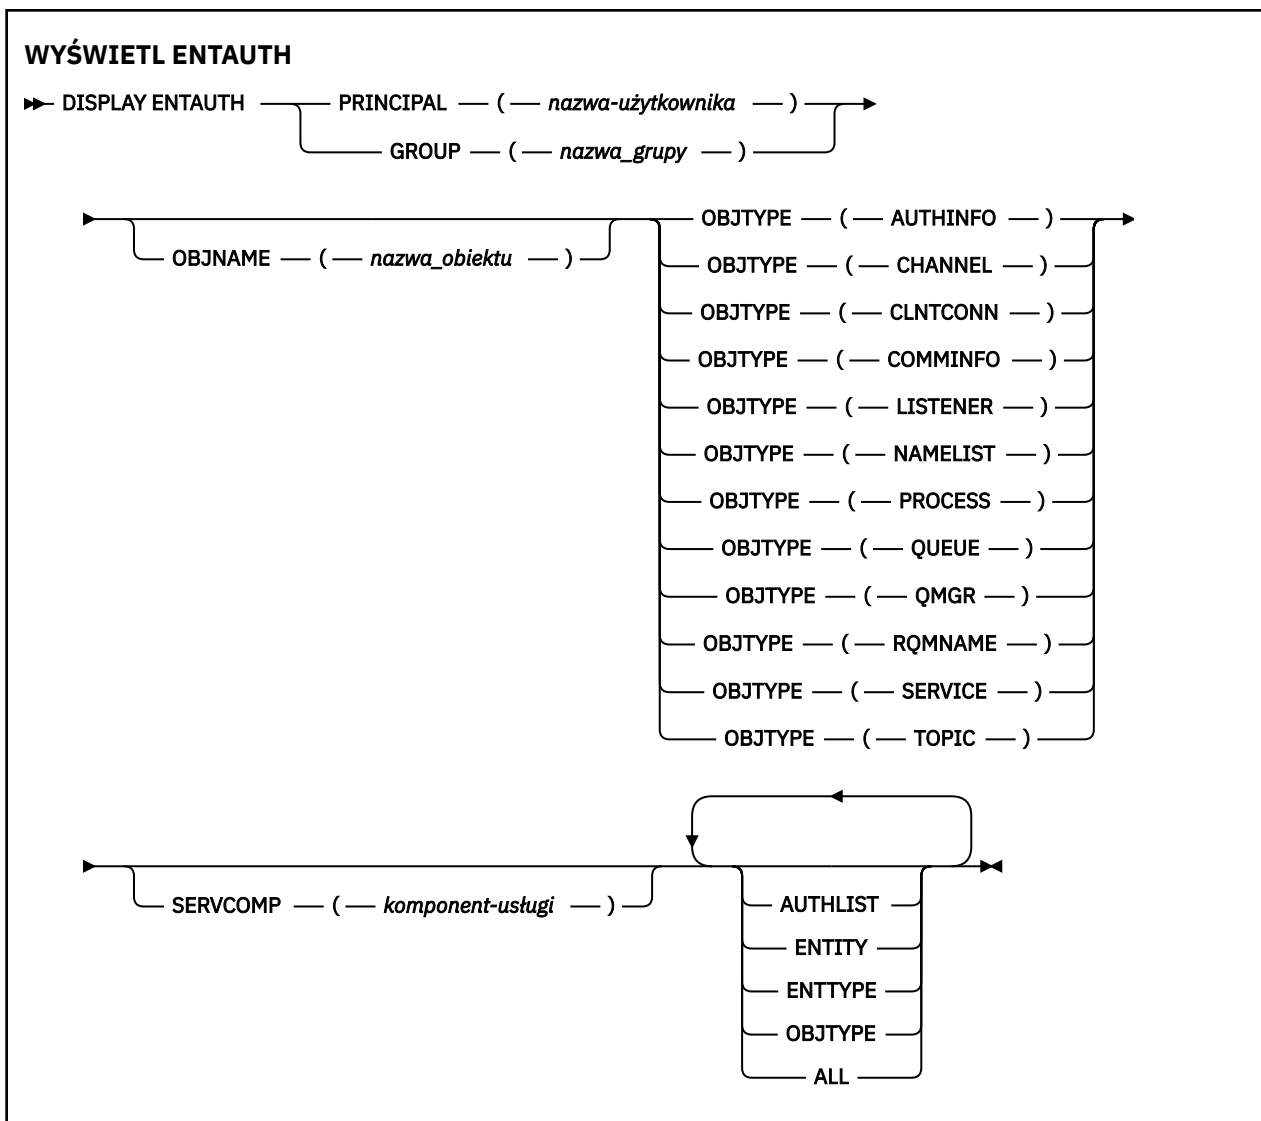 WYŚWIETL ENTAUTH
DISPLAY ENTAUTH PRINCIPAL ( nazwa-użytkownika )
GROUP ( nazwa_grupy )
OBJTYPE ( AUTHINFO )
OBJNAME ( nazwa_obiektu )
OBJTYPE ( CHANNEL )
OBJTYPE ( CLNTCONN )
OBJTYPE ( COMMINFO )
OBJTYPE ( LISTENER )
OBJTYPE ( NAMELIST )
OBJTYPE ( PROCESS )
OBJTYPE ( QUEUE )
OBJTYPE ( QMGR )
OBJTYPE ( RQMNAME )
OBJTYPE ( SERVICE )
OBJTYPE ( TOPIC )
SERVCOMP ( komponent-usługi )
AUTHLIST
ENTITY
ENTTYPE
OBJTYPE
ALL